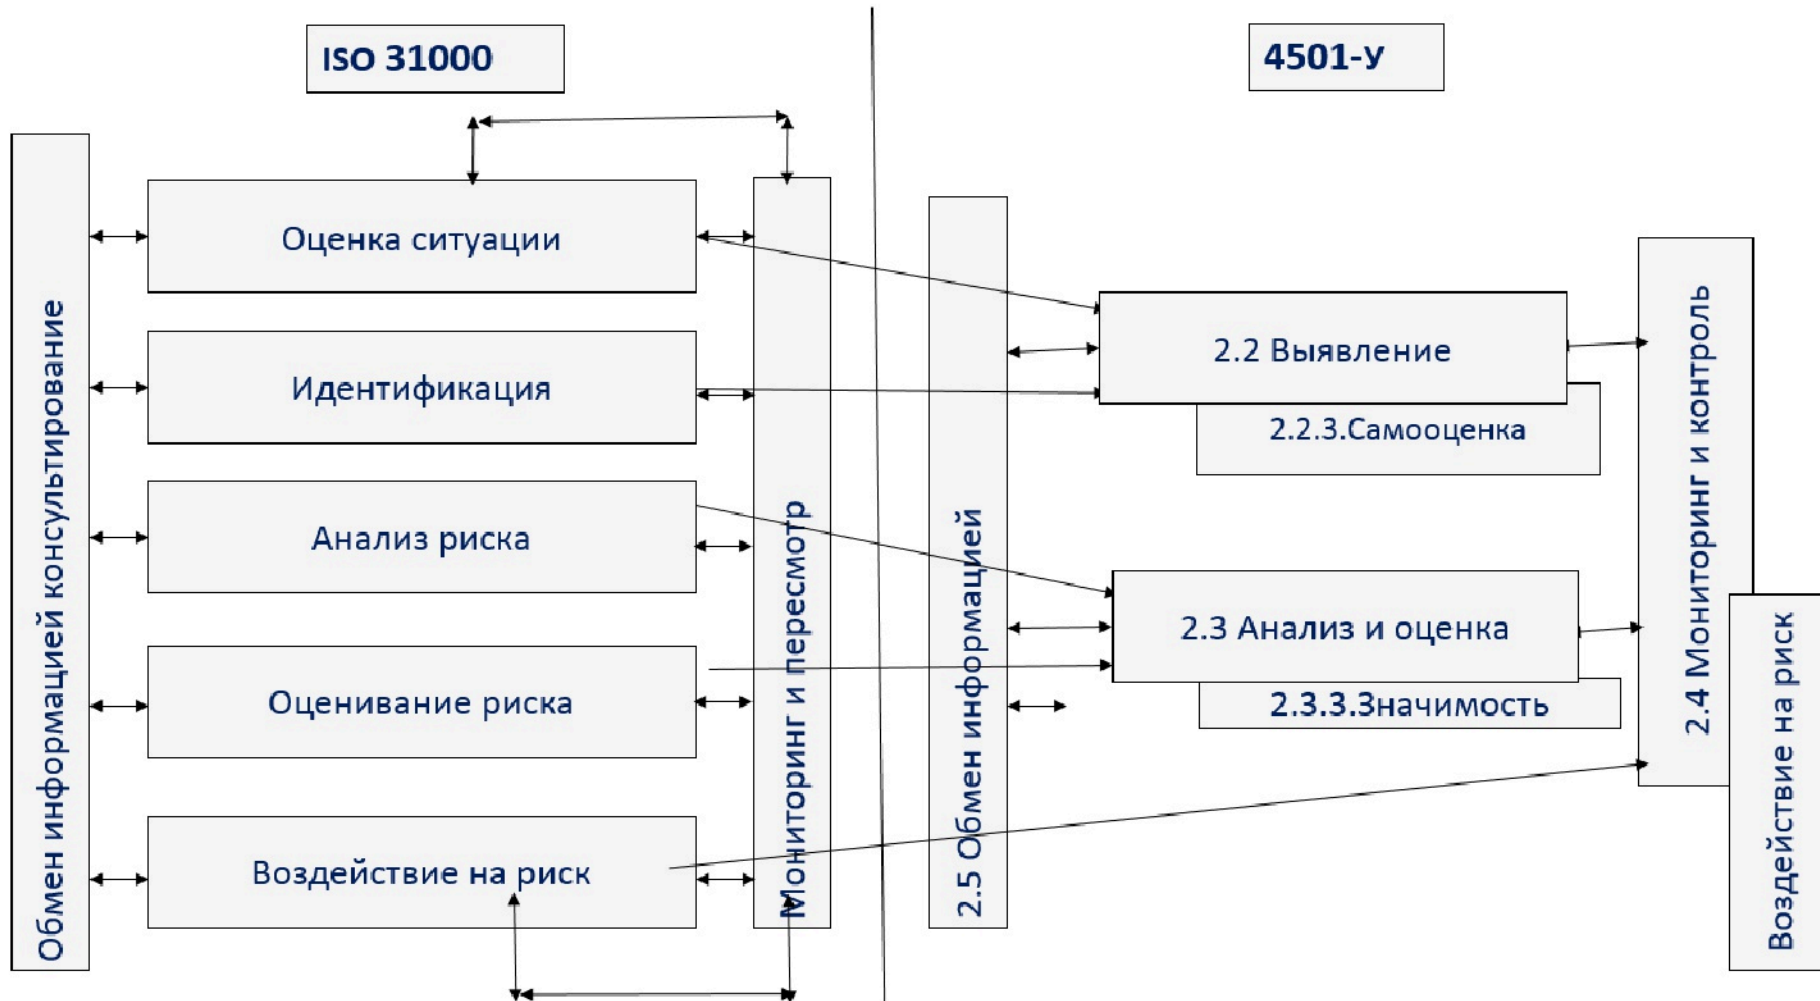 ISO 31000
4501-У
Обмен информацией консультирование
Оценка ситуации
Идентификация
Анализ риска
Оценивание риска
Воздействие на риск
Мониторинг и пересмотр
2.5 Обмен информацией
2.2 Выявление
2.2.3.Самооценка
2.3 Анализ и оценка
2.3.3.Значимость
2.4 Мониторинг и контроль
Воздействие на риск